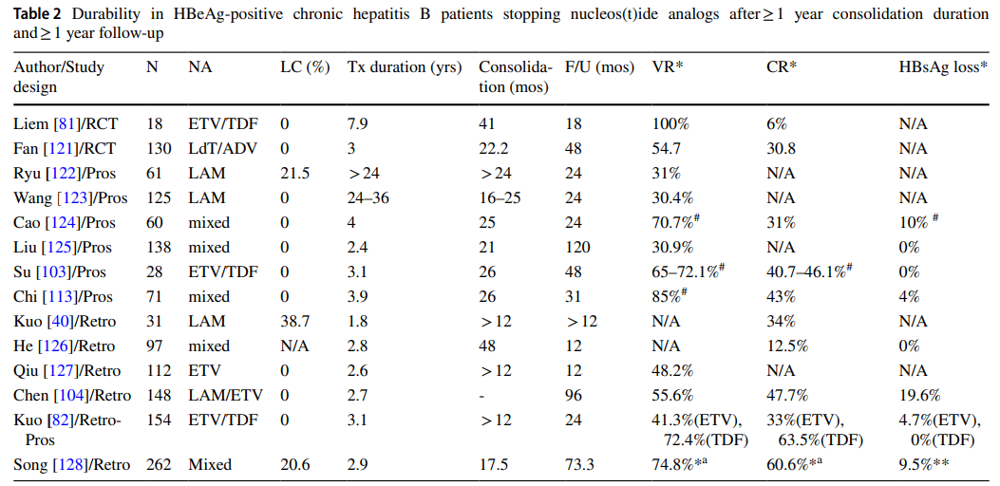 Table 2 Durability in HBeAg-positive chronic hepatitis B patients stopping nucleos(t)ide analogs after ≥ 1 year consolidation duration
and ≥ 1 year follow-up
Author/Study design N NA LC (%) Tx duration (yrs) Consolida-tion (mos) F/U (mos) VR* CR* HBsAg loss*
Liem [81]/RCT 18 ETV/TDF 0 7.9 41 18 100% 6% N/A
Fan [121]/RCT 130 LdT/ADV 0 3 22.2 48 54.7 30.8 N/A
Ryu [122]/Pros 61 LAM 21.5 > 24 > 24 24 31% N/A N/A
Wang [123]/Pros 125 LAM 0 24–36 16–25 24 30.4% N/A N/A
Cao [124]/Pros 60 mixed 0 4 25 24 70.7%# 31% 10% #
Liu [125]/Pros 138 mixed 0 2.4 21 120 30.9% N/A 0%
Su [103]/Pros 28 ETV/TDF 0 3.1 26 48 65–72.1%# 40.7–46.1%# 0%
Chi [113]/Pros 71 mixed 0 3.9 26 31 85%# 43% 4%
Kuo [40]/Retro 31 LAM 38.7 1.8 > 12 > 12 N/A 34% N/A
He [126]/Retro 97 mixed N/A 2.8 48 12 N/A 12.5% 0%
Qiu [127]/Retro 112 ETV 0 2.6 > 12 12 48.2% N/A N/A
Chen [104]/Retro 148 LAM/ETV 0 2.7 - 96 55.6% 47.7% 19.6%
Kuo [82]/Retro- 154 ETV/TDF 0 3.1 > 12 24 41.3%(ETV), 33%(ETV), 4.7%(ETV),
Pros 72.4%(TDF) 63.5%(TDF) 0%(TDF)
Song [128]/Retro 262 Mixed 20.6 2.9 17.5 73.3 74.8%*a 60.6%*a 9.5%**